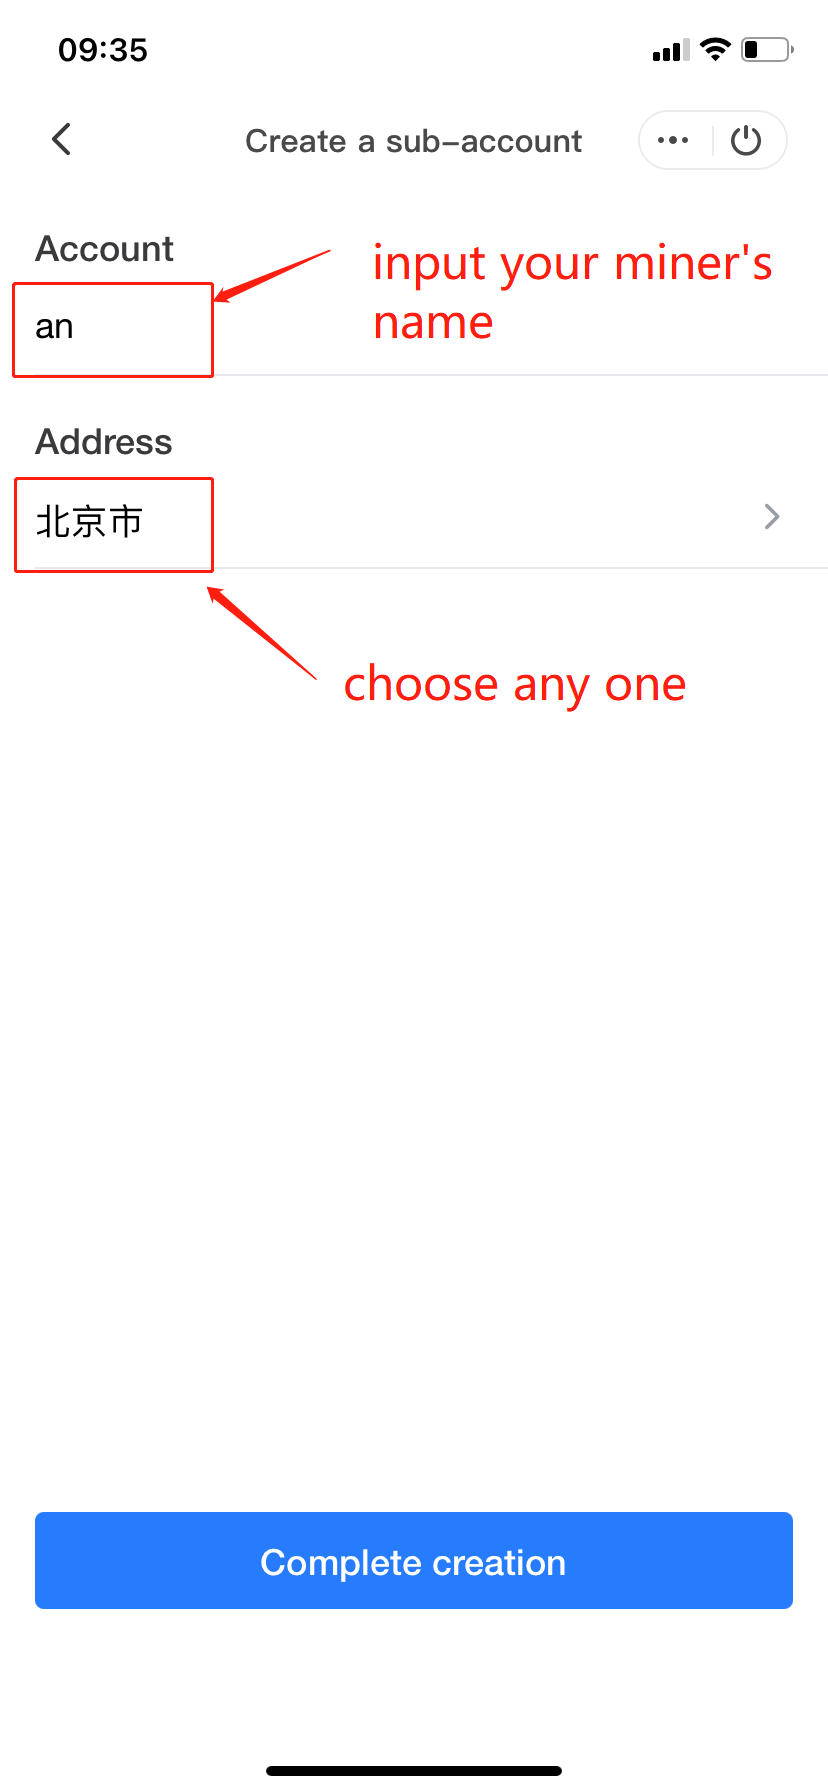 09:35
Create a sub-account
Account
input your miner's
name
an
Address
北京市
choose any one
Complete creation